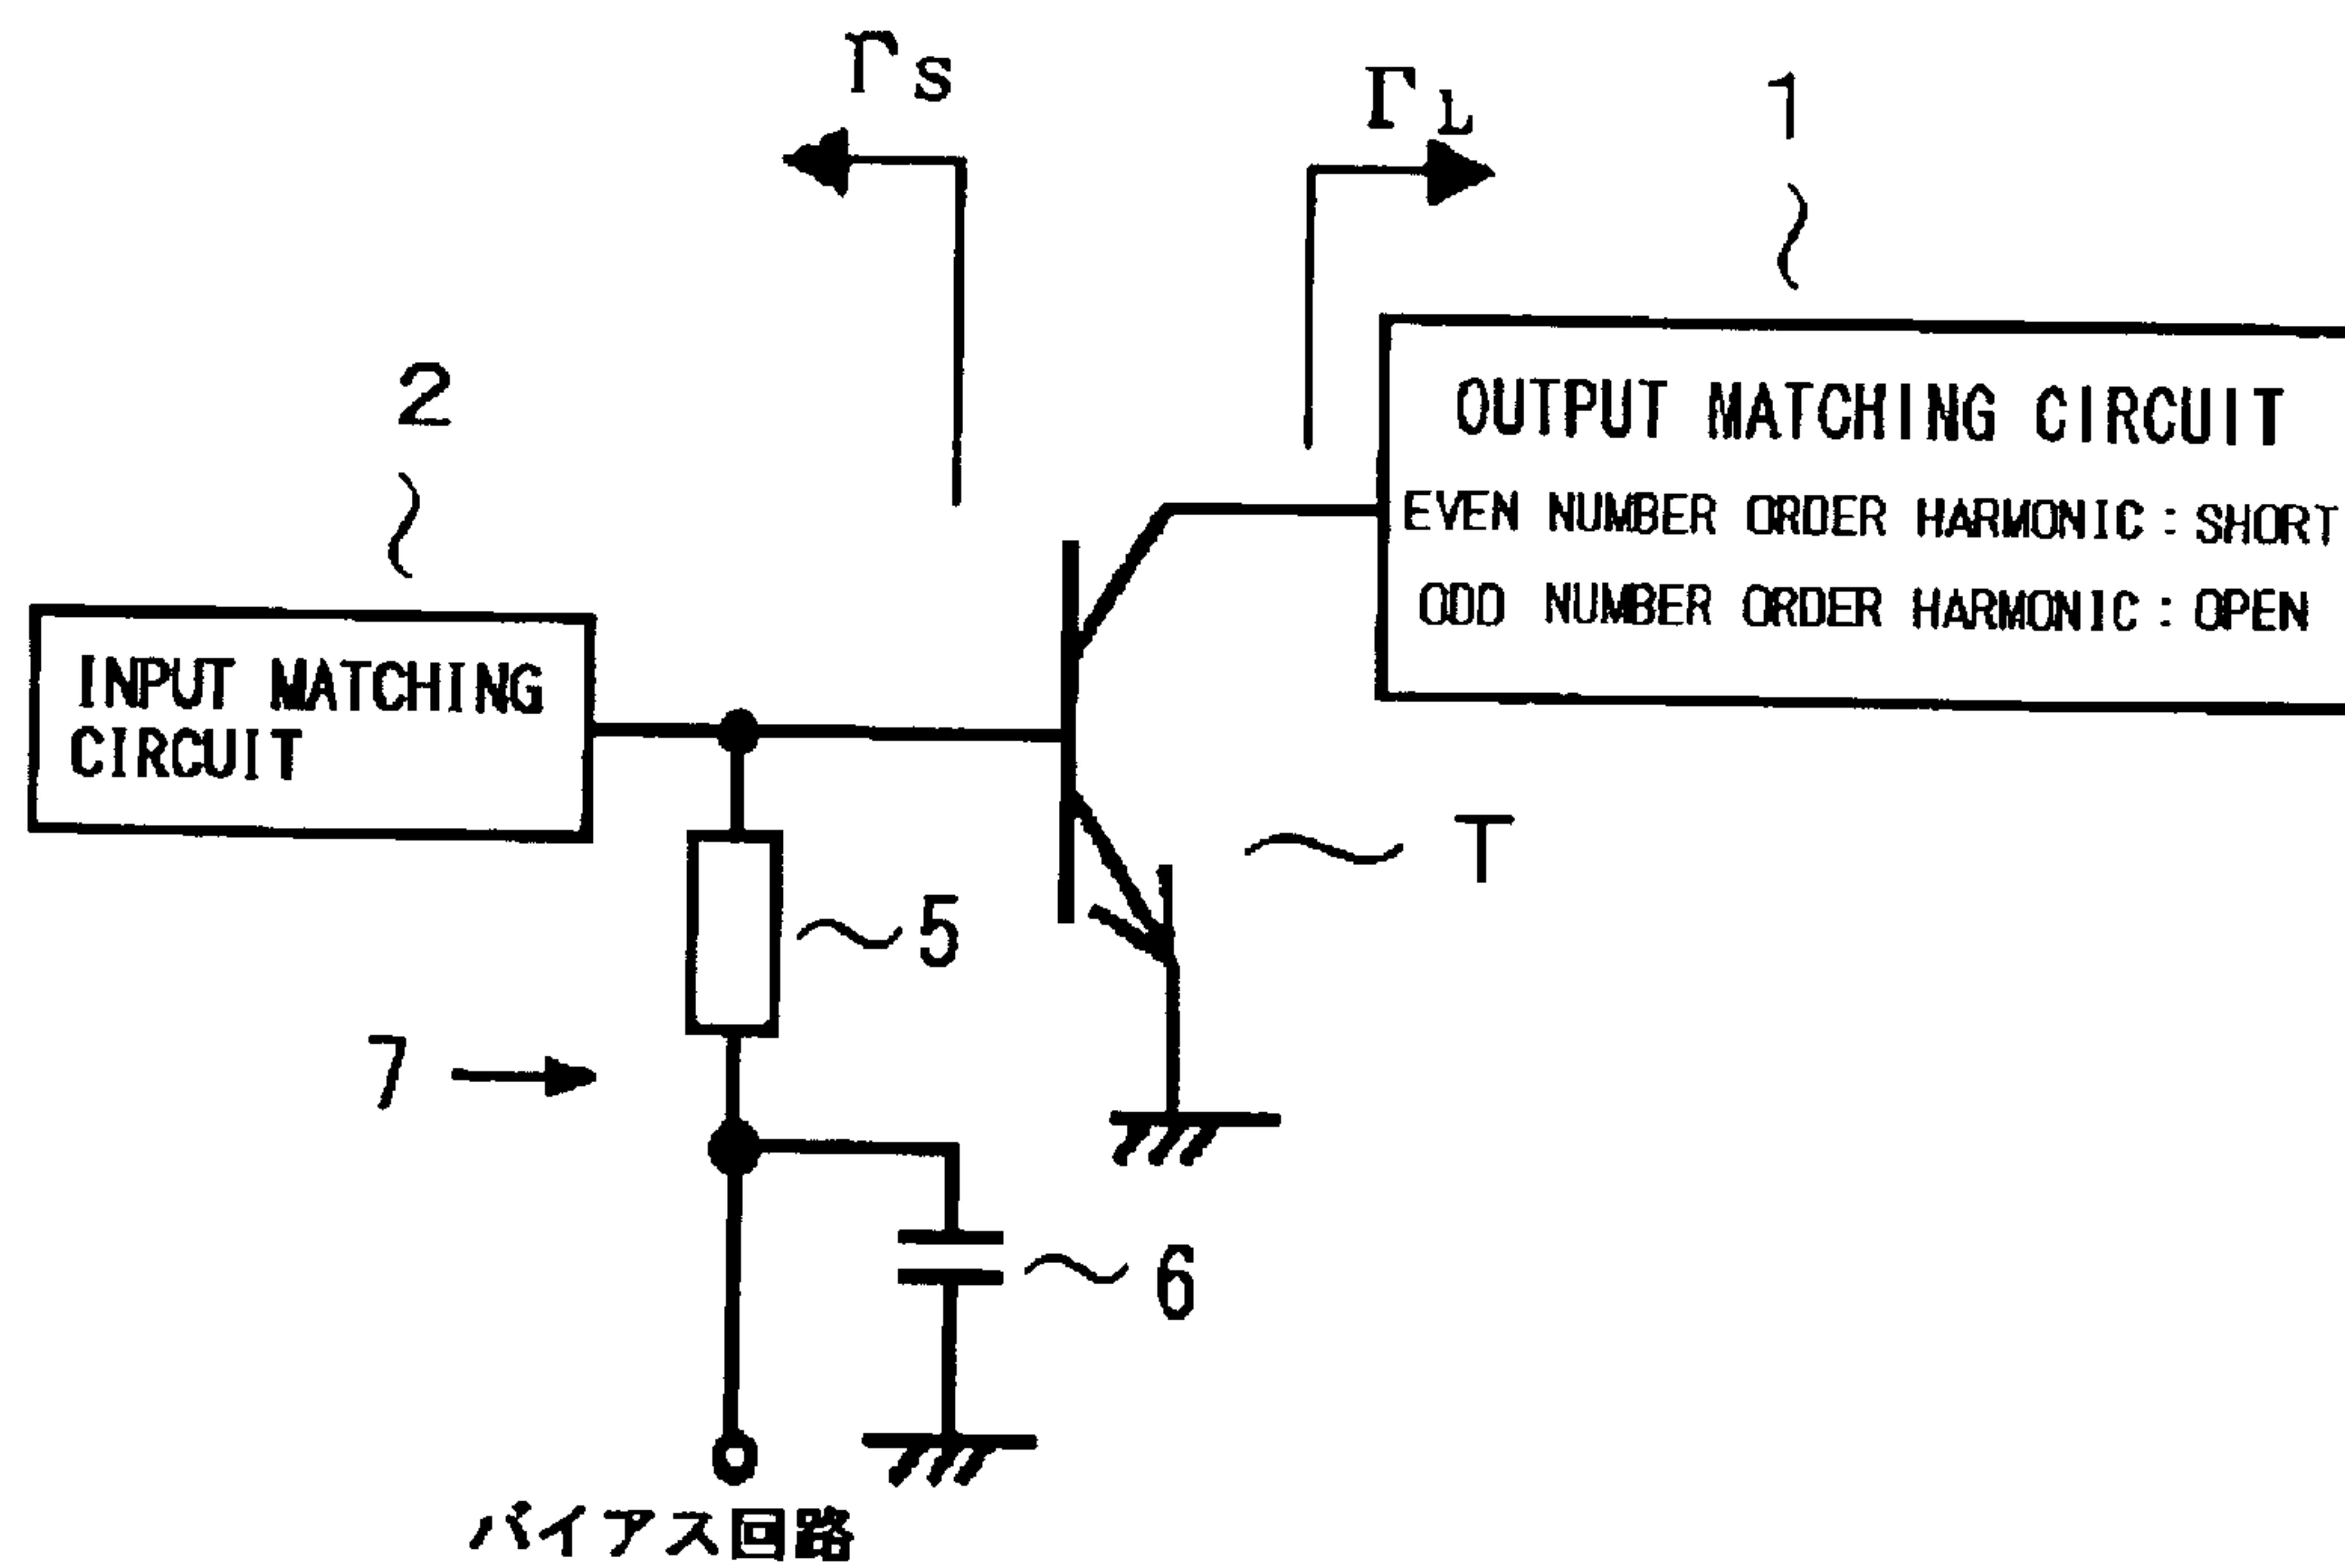 Γs
ΓL
1
2
OUTPUT MATCHING CIRCUIT
EVEN NUMBER ORDER HARMONIC : SHORT
ODD NUMBER ORDER HARMONIC : OPEN
INPUT MATCHING
CIRCUIT
T
5
7
6
バイアス回路